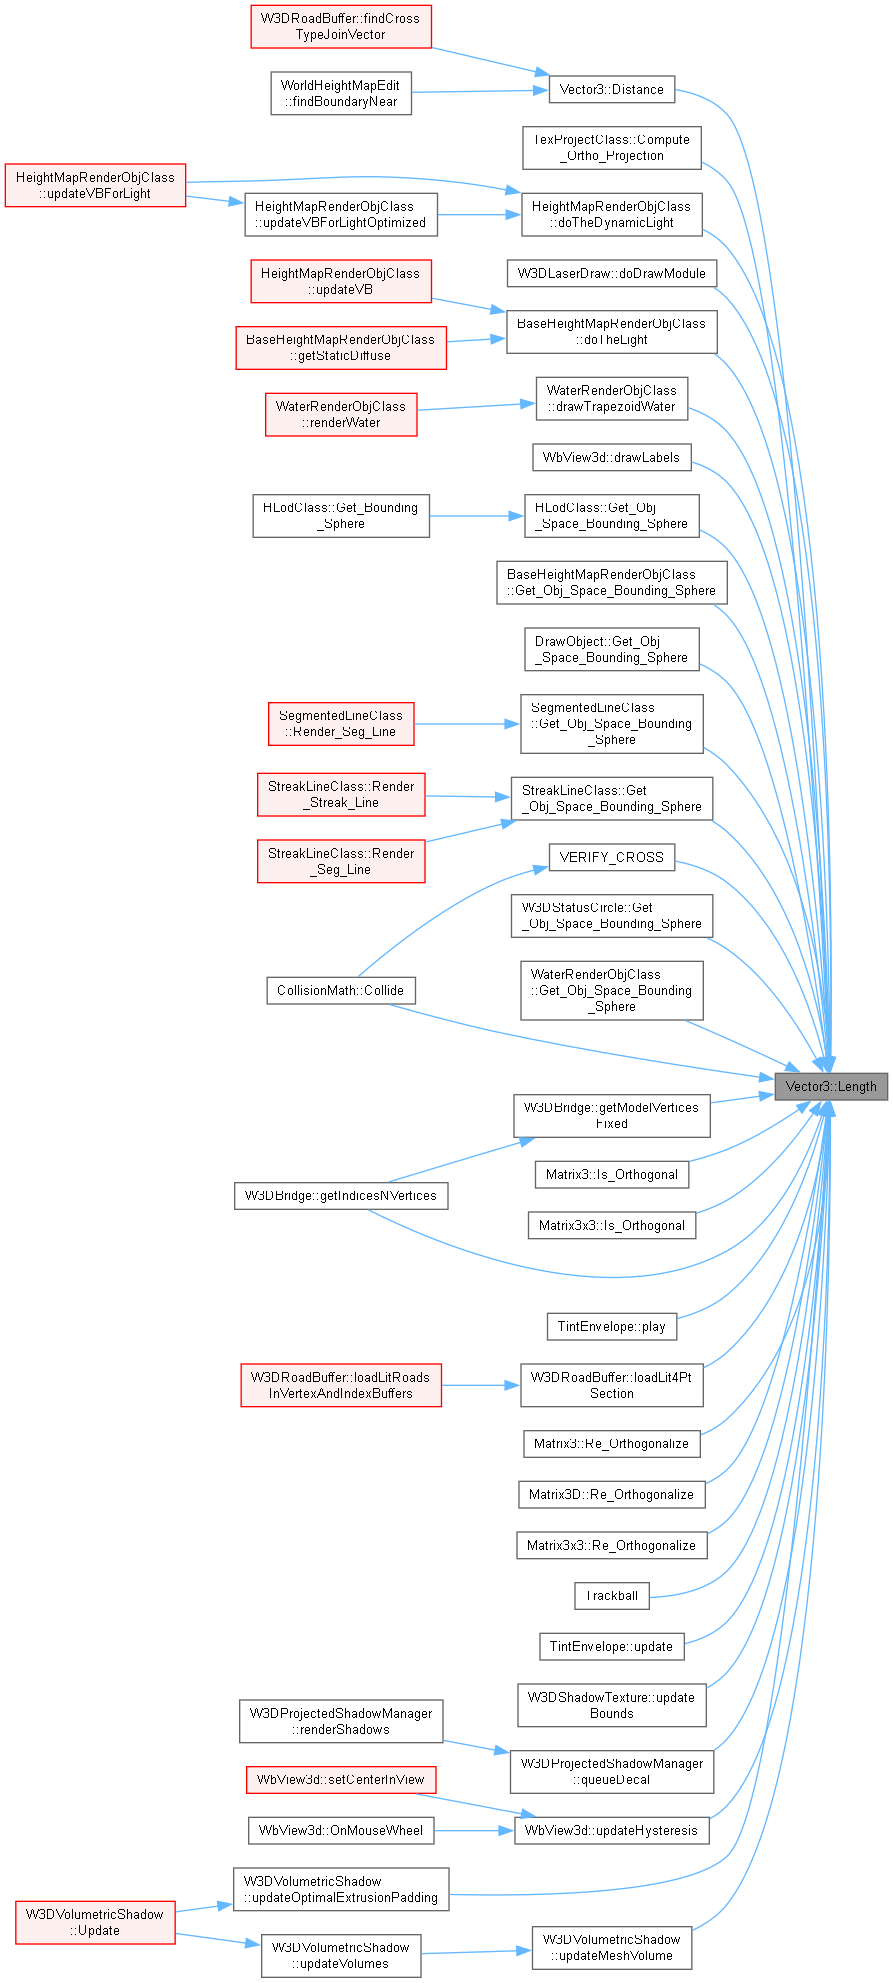 W3DRoadBuffer::findCross
TypeJoinVector
WorldHeightMapEdit
::findBoundaryNear
Vector3::Distance
TexProjectClass::Compute
_Ortho_Projection
HeightMapRenderObjClass
::updateVBForLight
HeightMapRenderObjClass
::updateVBForLightOptimized
HeightMapRenderObjClass
::doTheDynamicLight
W3DLaserDraw::doDrawModule
HeightMapRenderObjClass
::updateVB
BaseHeightMapRenderObjClass
::getStaticDiffuse
BaseHeightMapRenderObjClass
::doTheLight
WaterRenderObjClass
::renderWater
WaterRenderObjClass
::drawTrapezoidWater
WbView3d::drawLabels
HLodClass::Get_Bounding
_Sphere
HLodClass::Get_Obj
_Space_Bounding_Sphere
BaseHeightMapRenderObjClass
::Get_Obj_Space_Bounding_Sphere
DrawObject::Get_Obj
_Space_Bounding_Sphere
SegmentedLineClass
::Render_Seg_Line
SegmentedLineClass
::Get_Obj_Space_Bounding
_Sphere
StreakLineClass::Render
_Streak_Line
StreakLineClass::Render
_Seg_Line
StreakLineClass::Get
_Obj_Space_Bounding_Sphere
VERIFY_CROSS
W3DStatusCircle::Get
_Obj_Space_Bounding_Sphere
CollisionMath::Collide
WaterRenderObjClass
::Get_Obj_Space_Bounding
_Sphere
Vector3::Length
W3DBridge::getModelVertices
Fixed
Matrix3::Is_Orthogonal
W3DBridge::getIndicesNVertices
Matrix3x3::Is_Orthogonal
TintEnvelope::play
W3DRoadBuffer::loadLitRoads
InVertexAndIndexBuffers
W3DRoadBuffer::loadLit4Pt
Section
Matrix3::Re_Orthogonalize
Matrix3D::Re_Orthogonalize
Matrix3x3::Re_Orthogonalize
Trackball
TintEnvelope::update
W3DShadowTexture::update
Bounds
W3DProjectedShadowManager
::renderShadows
W3DProjectedShadowManager
::queueDecal
WbView3d::setCenterInView
WbView3d::OnMouseWheel
WbView3d::updateHysteresis
W3DVolumetricShadow
::updateOptimalExtrusionPadding
W3DVolumetricShadow
::Update
W3DVolumetricShadow
::updateVolumes
W3DVolumetricShadow
::updateMeshVolume